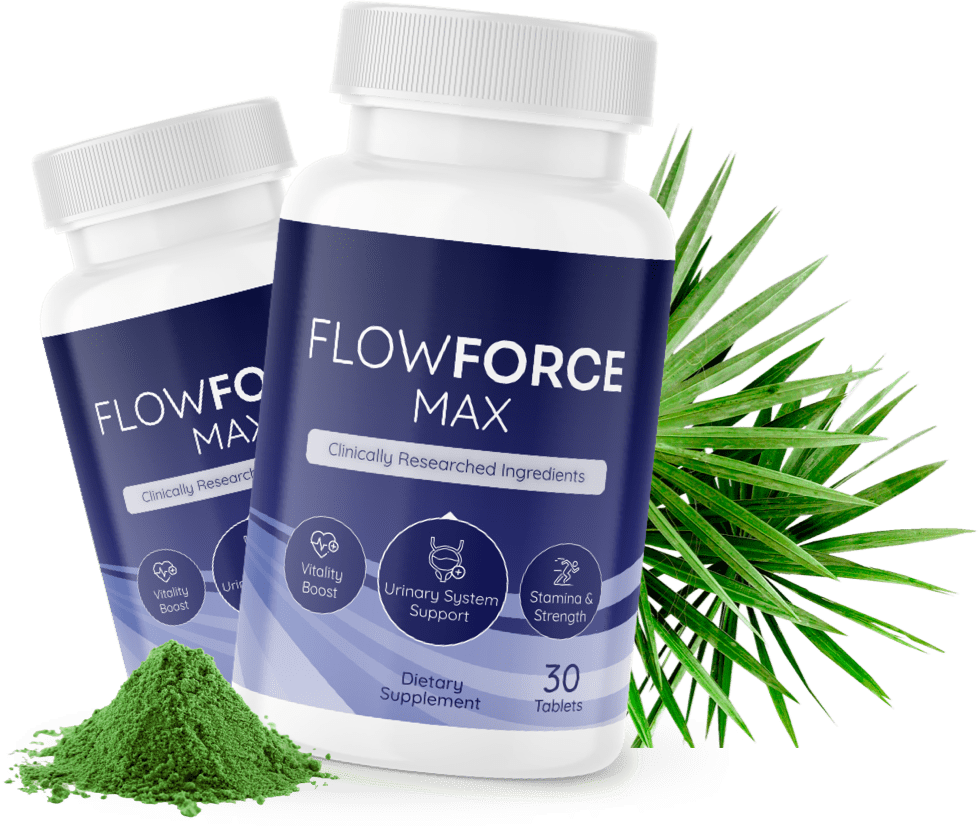 FLOWFORCE
MAX
Clinically Researched Ingredients
Vitality
Boost
Urinary System
Support
Stamina &
Strength
Dietary
Supplement
30
Tablets
FLOWFO
MAX
Clinically Research
Vitality
Boost